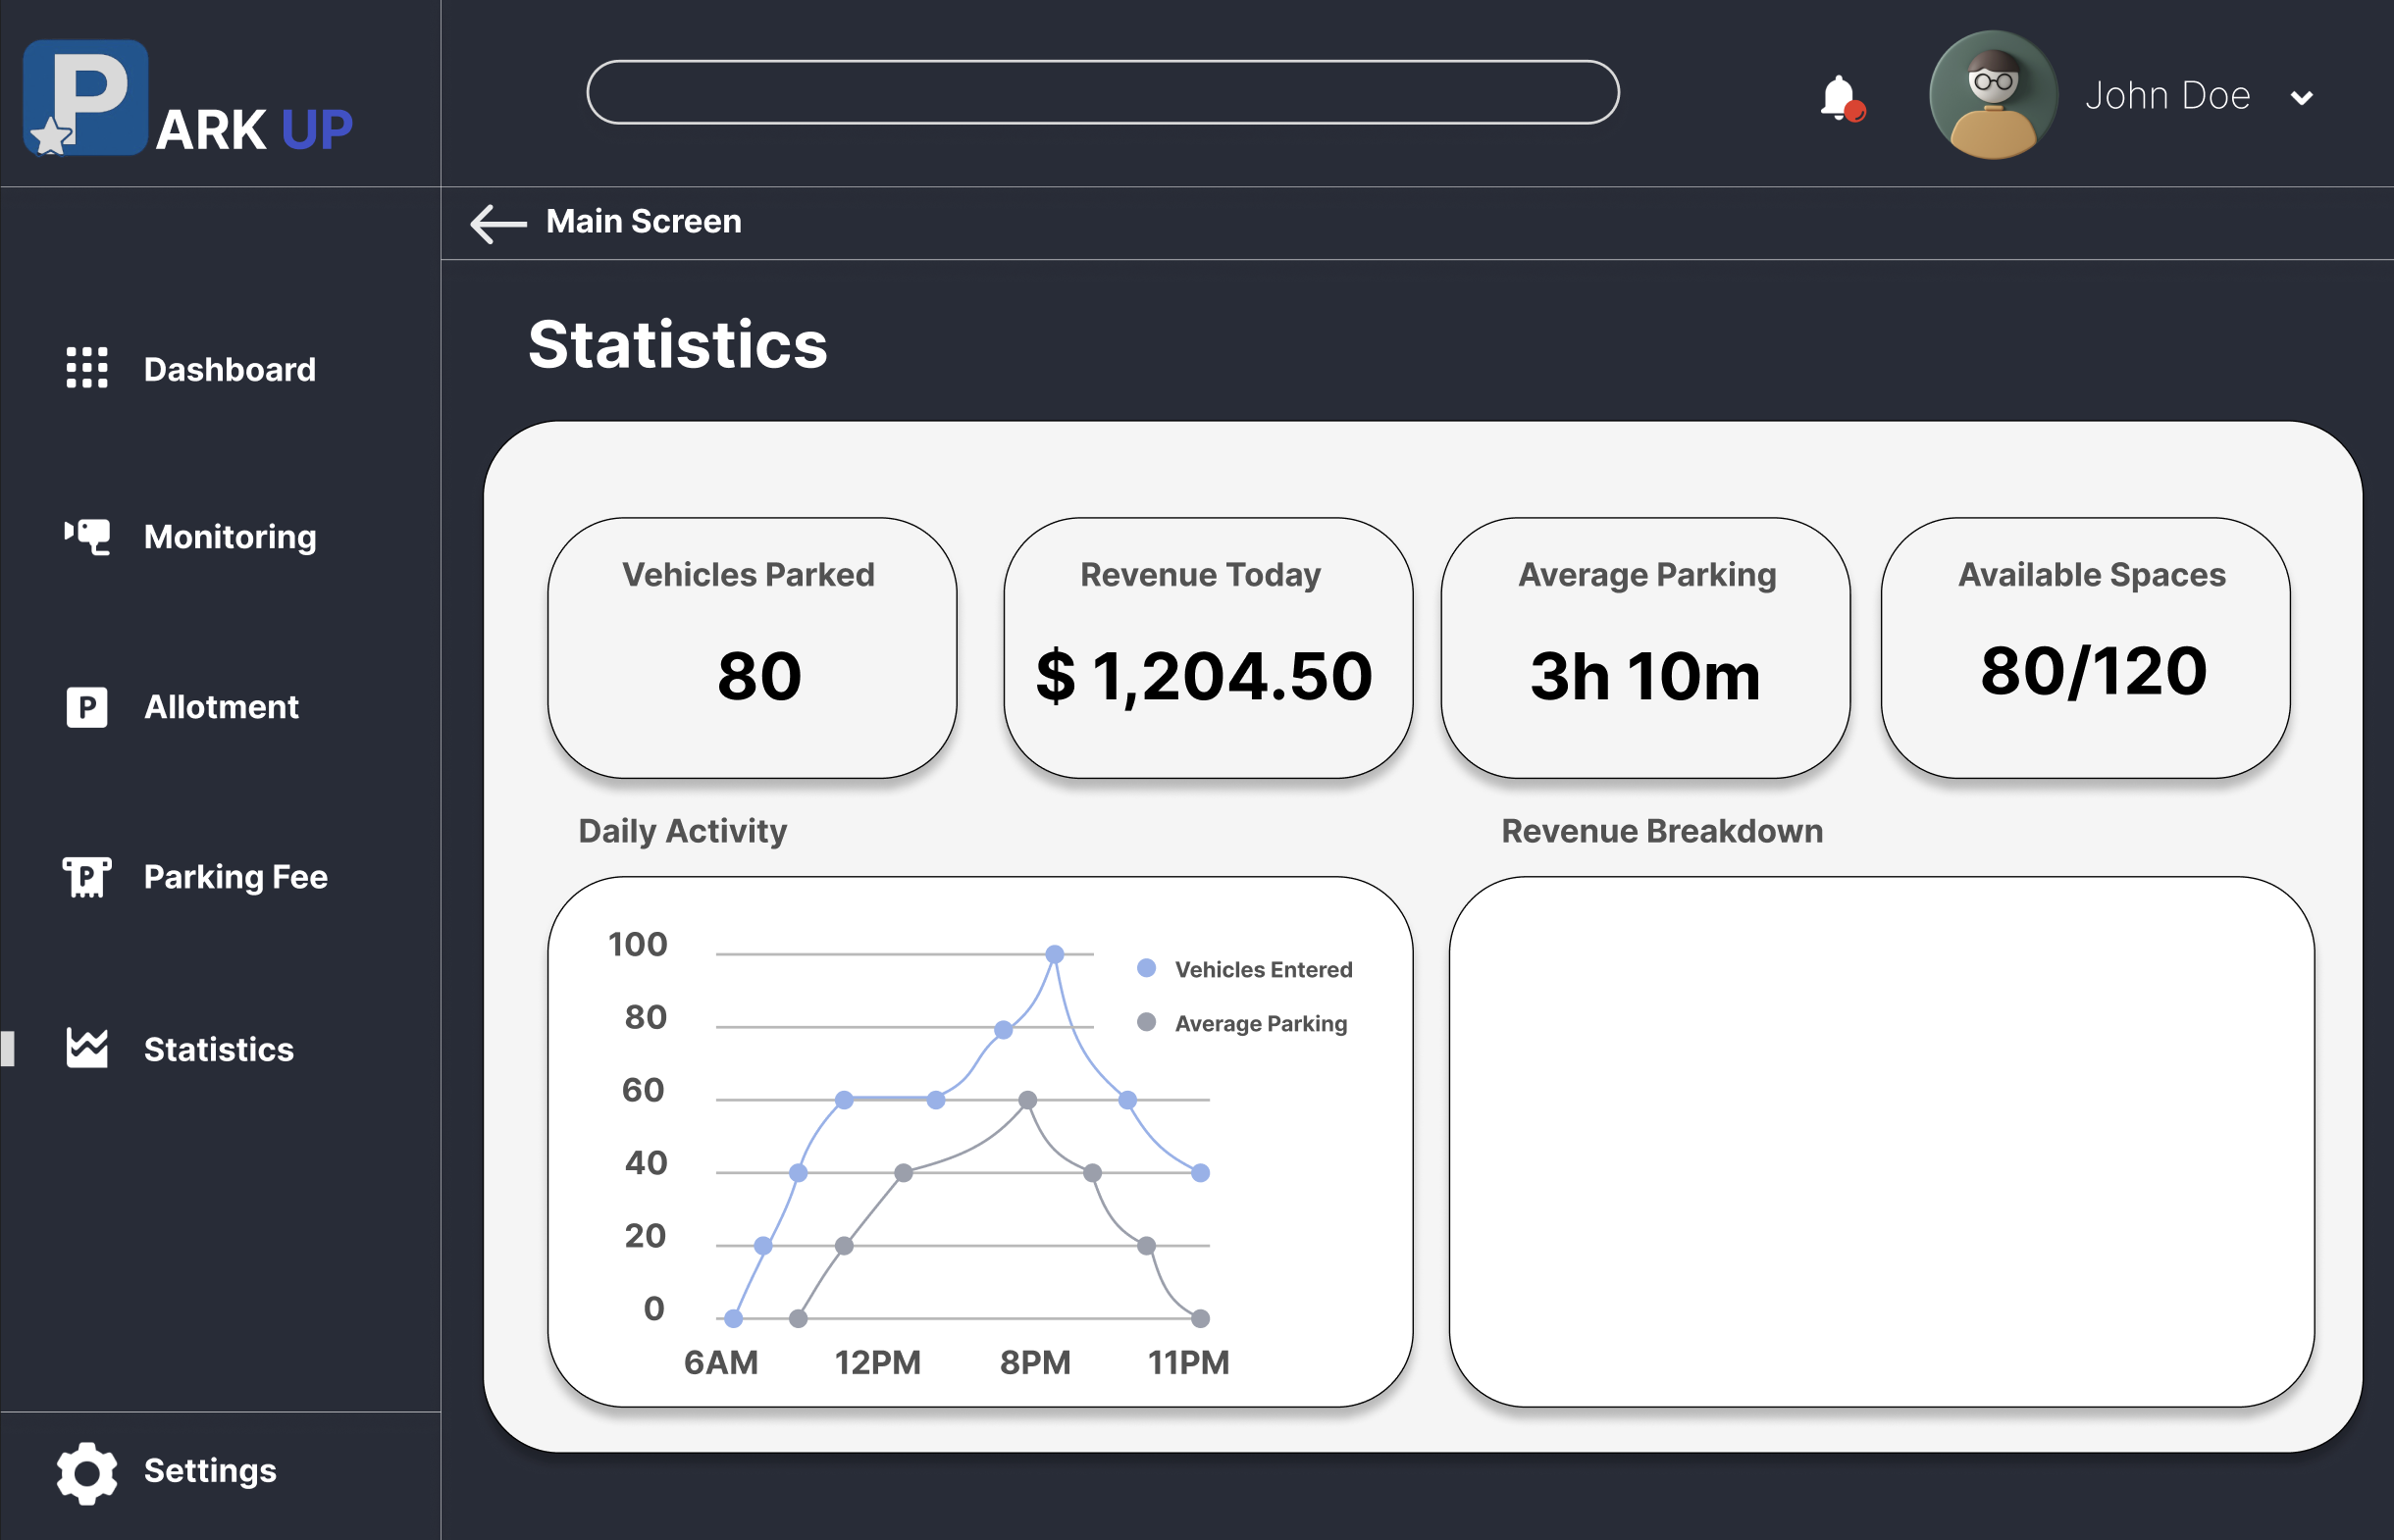 PARK UP
John Doe
Main Screen
Statistics
Dashboard
Monitoring
Allotment
Parking Fee
Statistics
Settings
Vehicles Parked
80
Revenue Today
$ 1,204.50
Average Parking
3h 10m
Available Spaces
80/120
Daily Activity
100
80
60
40
20
0
6AM 12PM 8PM 11PM
Vehicles Entered
Average Parking
Revenue Breakdown